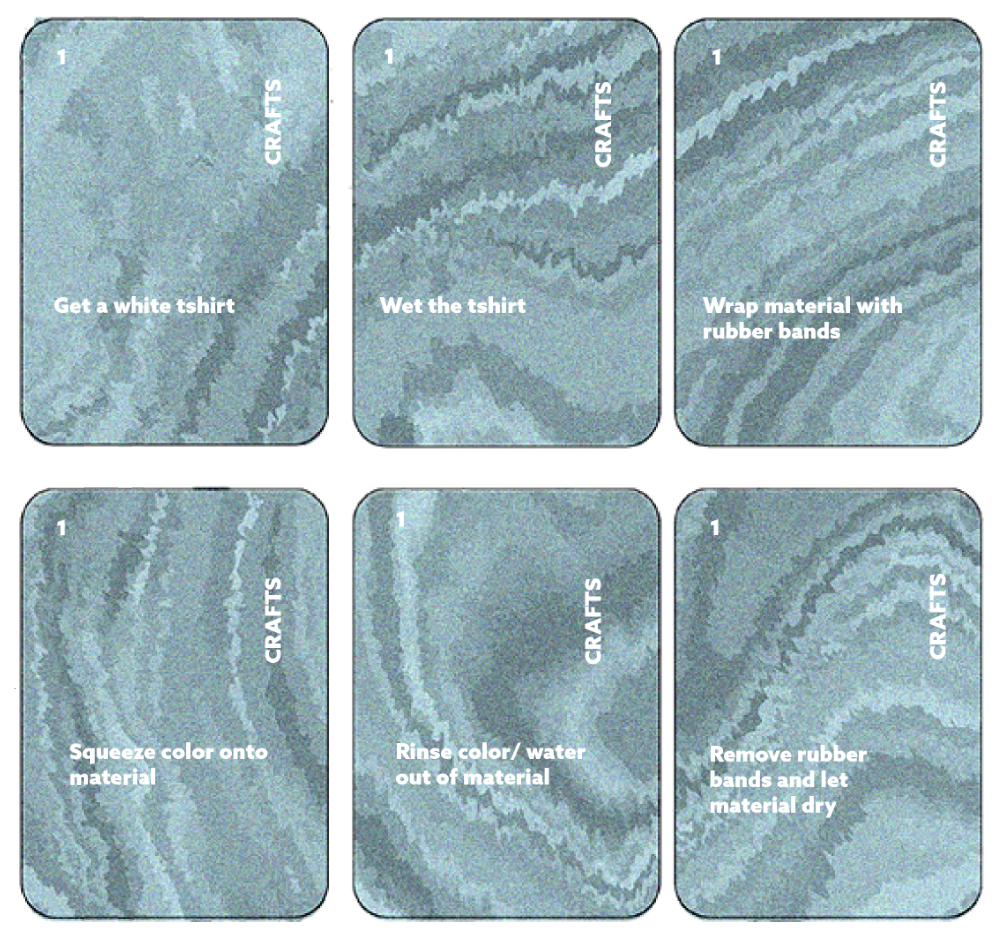 1
CRAFTS
Get a white tshirt
1
CRAFTS
Wet the tshirt
1
CRAFTS
Wrap material with
rubber bands
1
CRAFTS
Squeeze color onto
material
1
CRAFTS
Rinse color/ water
out of material
1
CRAFTS
Remove rubber
bands and let
material dry